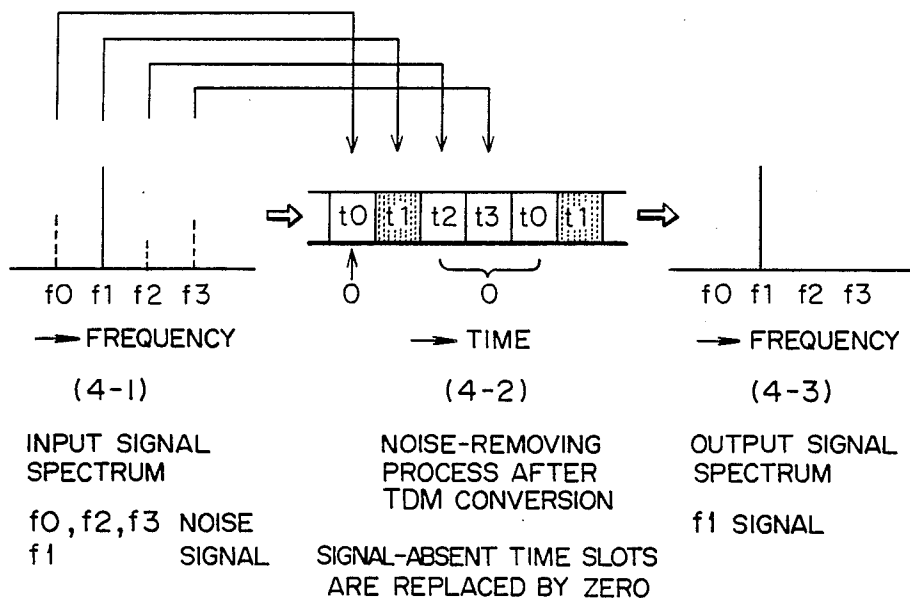 t0 t1 t2 t3 t0 t1
f0 f1 f2 f3
0 0
f0 f1 f2 f3
FREQUENCY
TIME
FREQUENCY
(4-1)
(4-2)
(4-3)
INPUT SIGNAL
SPECTRUM
f0, f2, f3 NOISE
f1 SIGNAL
NOISE-REMOVING
PROCESS AFTER
TDM CONVERSION
SIGNAL-ABSENT TIME SLOTS
ARE REPLACED BY ZERO
OUTPUT SIGNAL
SPECTRUM
f1 SIGNAL